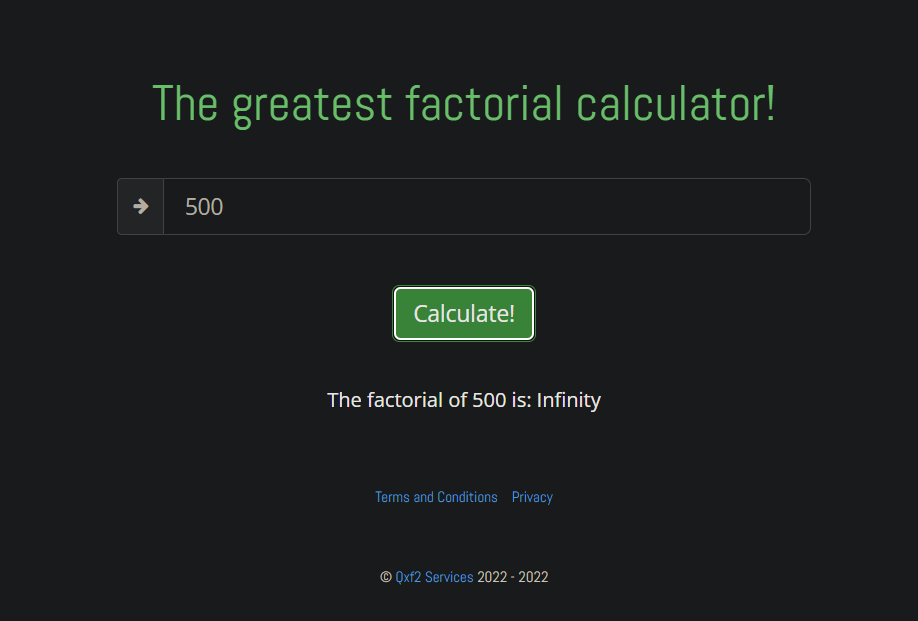 The greatest factorial calculator!
500
Calculate!
The factorial of 500 is: Infinity
Terms and Conditions Privacy
© Qxf2 Services 2022 - 2022